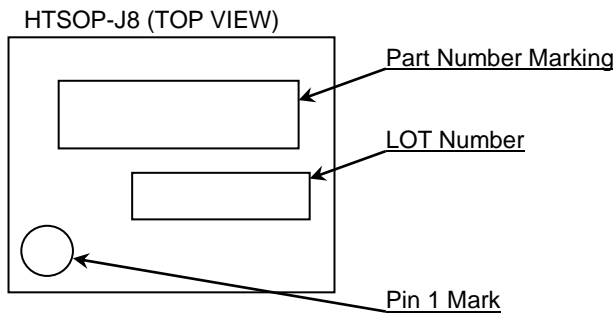 HTSOP-J8 (TOP VIEW)
Part Number Marking
LOT Number
Pin 1 Mark